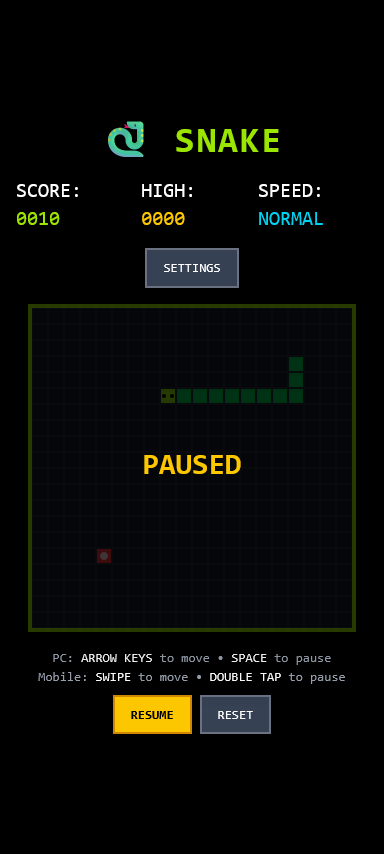 SNAKE
SCORE: HIGH: SPEED:
0010 0000 NORMAL
SETTINGS
PAUSED
PC: ARROW KEYS to move • SPACE to pause
Mobile: SWIPE to move • DOUBLE TAP to pause
RESUME RESET